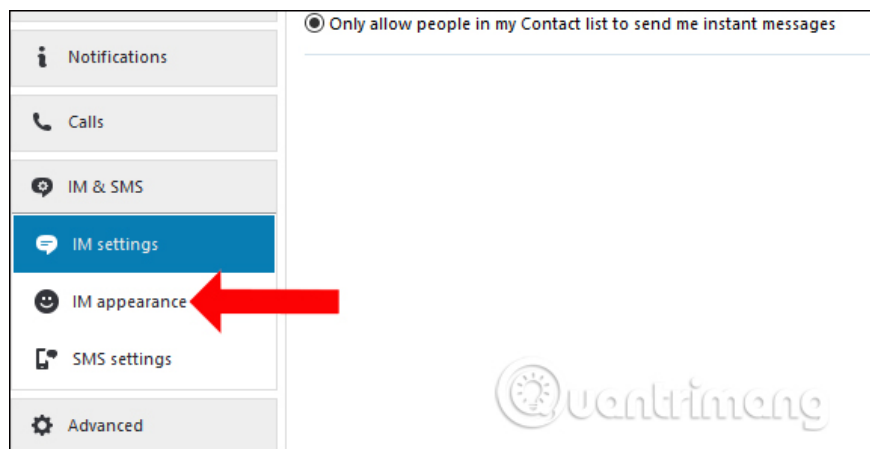 Only allow people in my Contact list to send me instant messages
Notifications
Calls
IM & SMS
IM settings
IM appearance
SMS settings
Advanced
Quantrimang